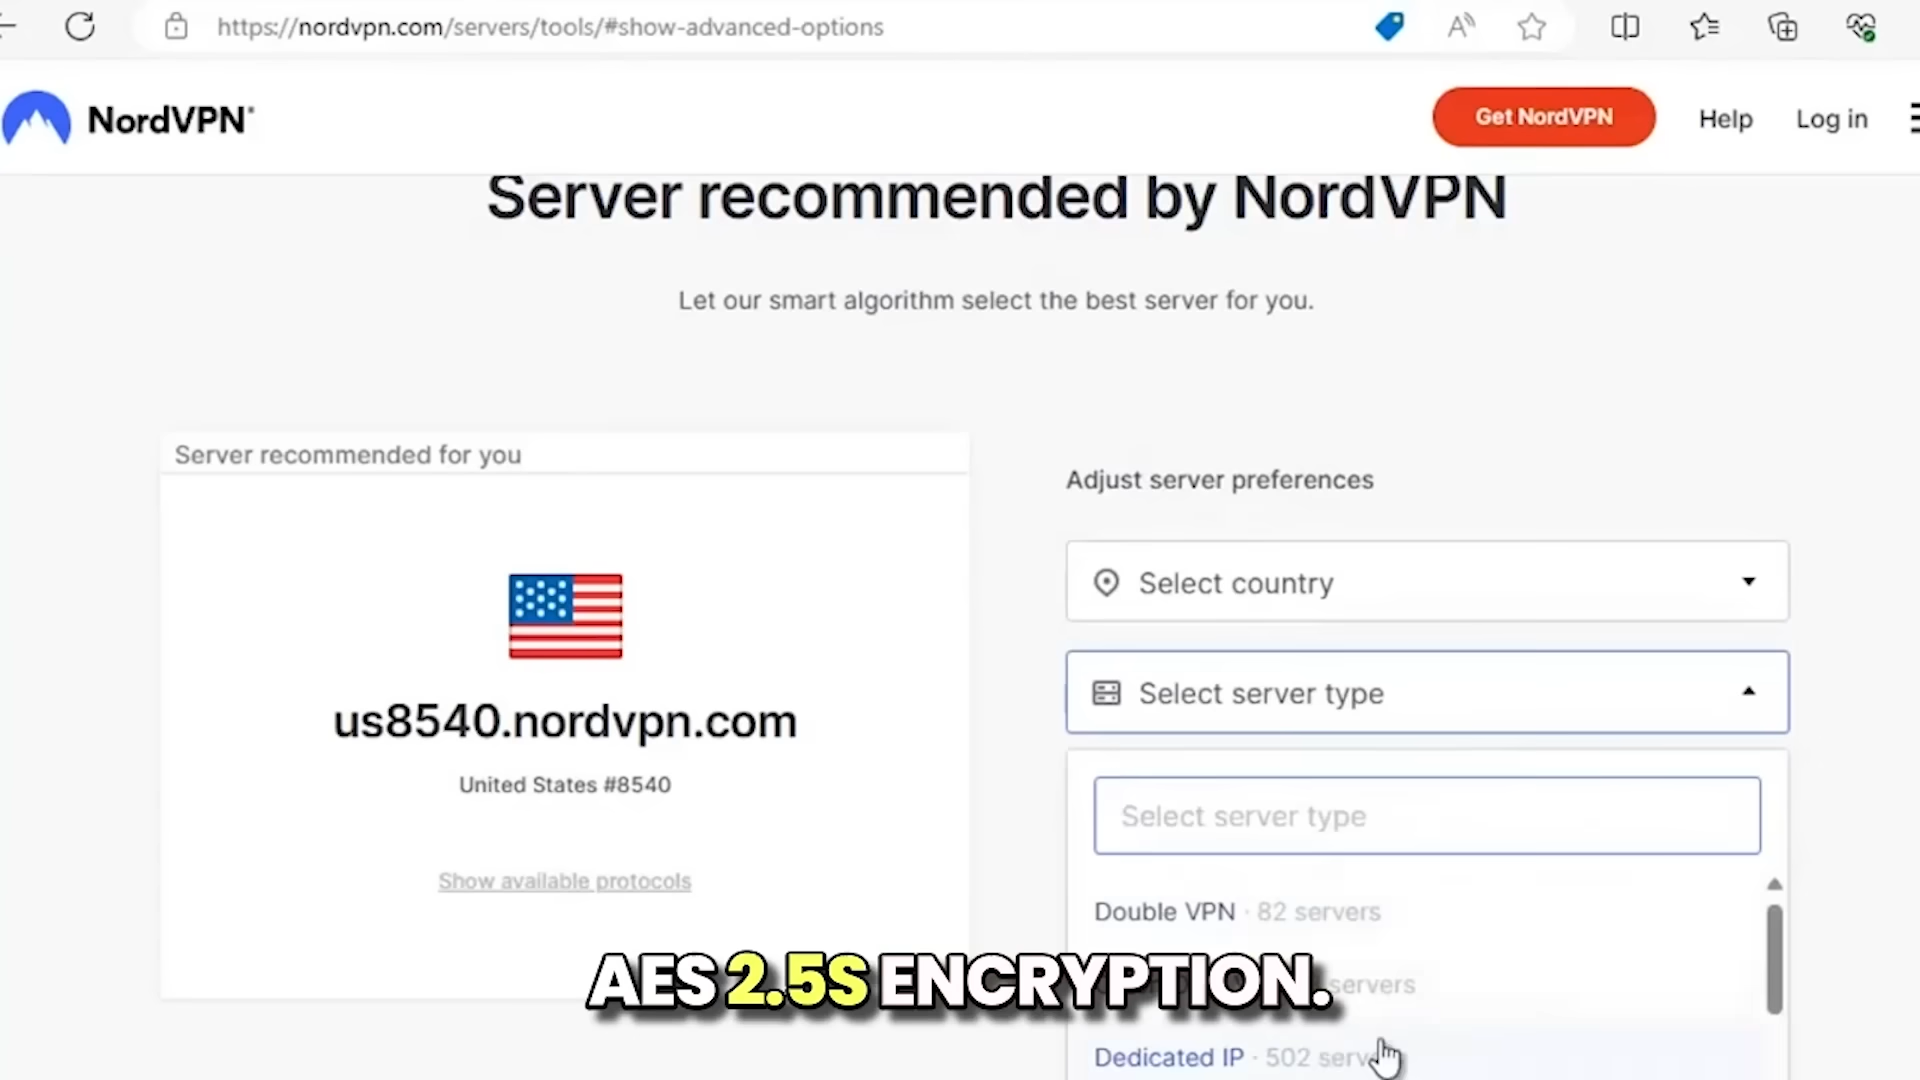 https://nordvpn.com/servers/tools/#show-advanced-options
NordVPN®
Get NordVPN
Help
Log in
Server recommended by NordVPN
Let our smart algorithm select the best server for you.
Server recommended for you
us8540.nordvpn.com
United States #8540
Show available protocols
Adjust server preferences
Select country
Select server type
Select server type
Double VPN · 82 servers
servers
Dedicated IP · 502
AES 2.5S ENCRYPTION.